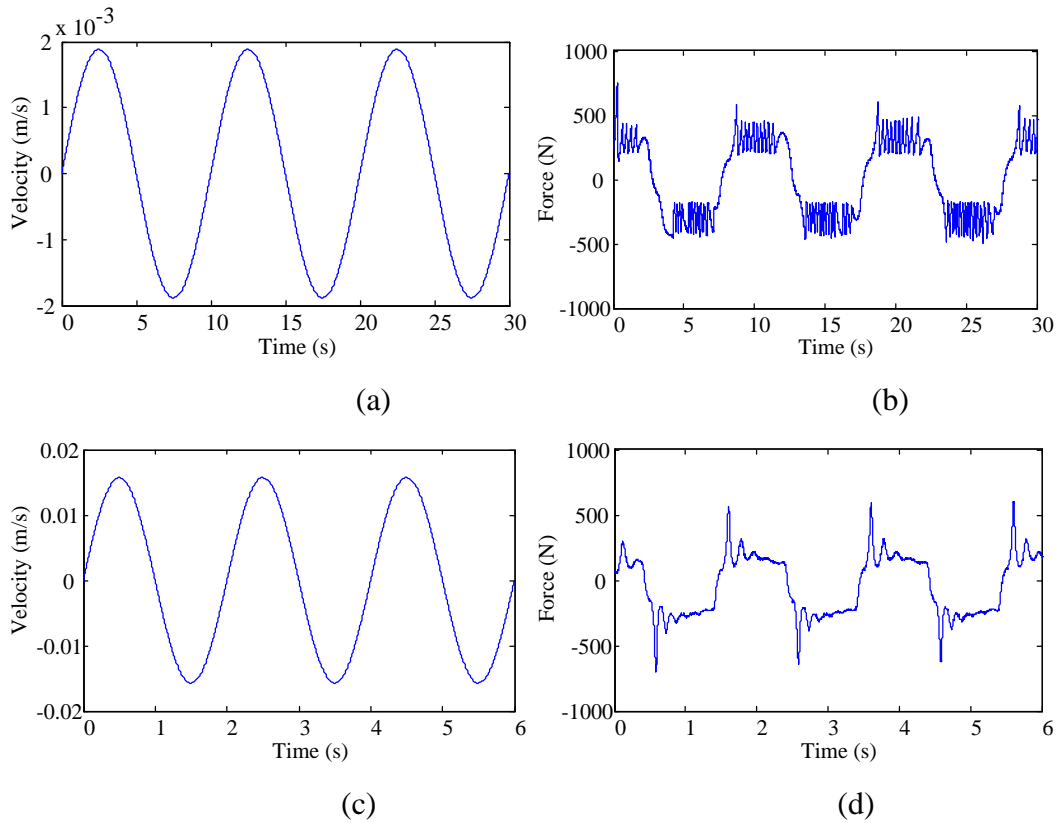 x 10⁻³
2
1
0
-1
-2
Velocity (m/s)
0 5 10 15 20 25 30
Time (s)
(a)
1000
500
0
-500
-1000
Force (N)
0 5 10 15 20 25 30
Time (s)
(b)
0.02
0.01
0
-0.01
-0.02
Velocity (m/s)
0 1 2 3 4 5 6
Time (s)
(c)
1000
500
0
-500
-1000
Force (N)
0 1 2 3 4 5 6
Time (s)
(d)